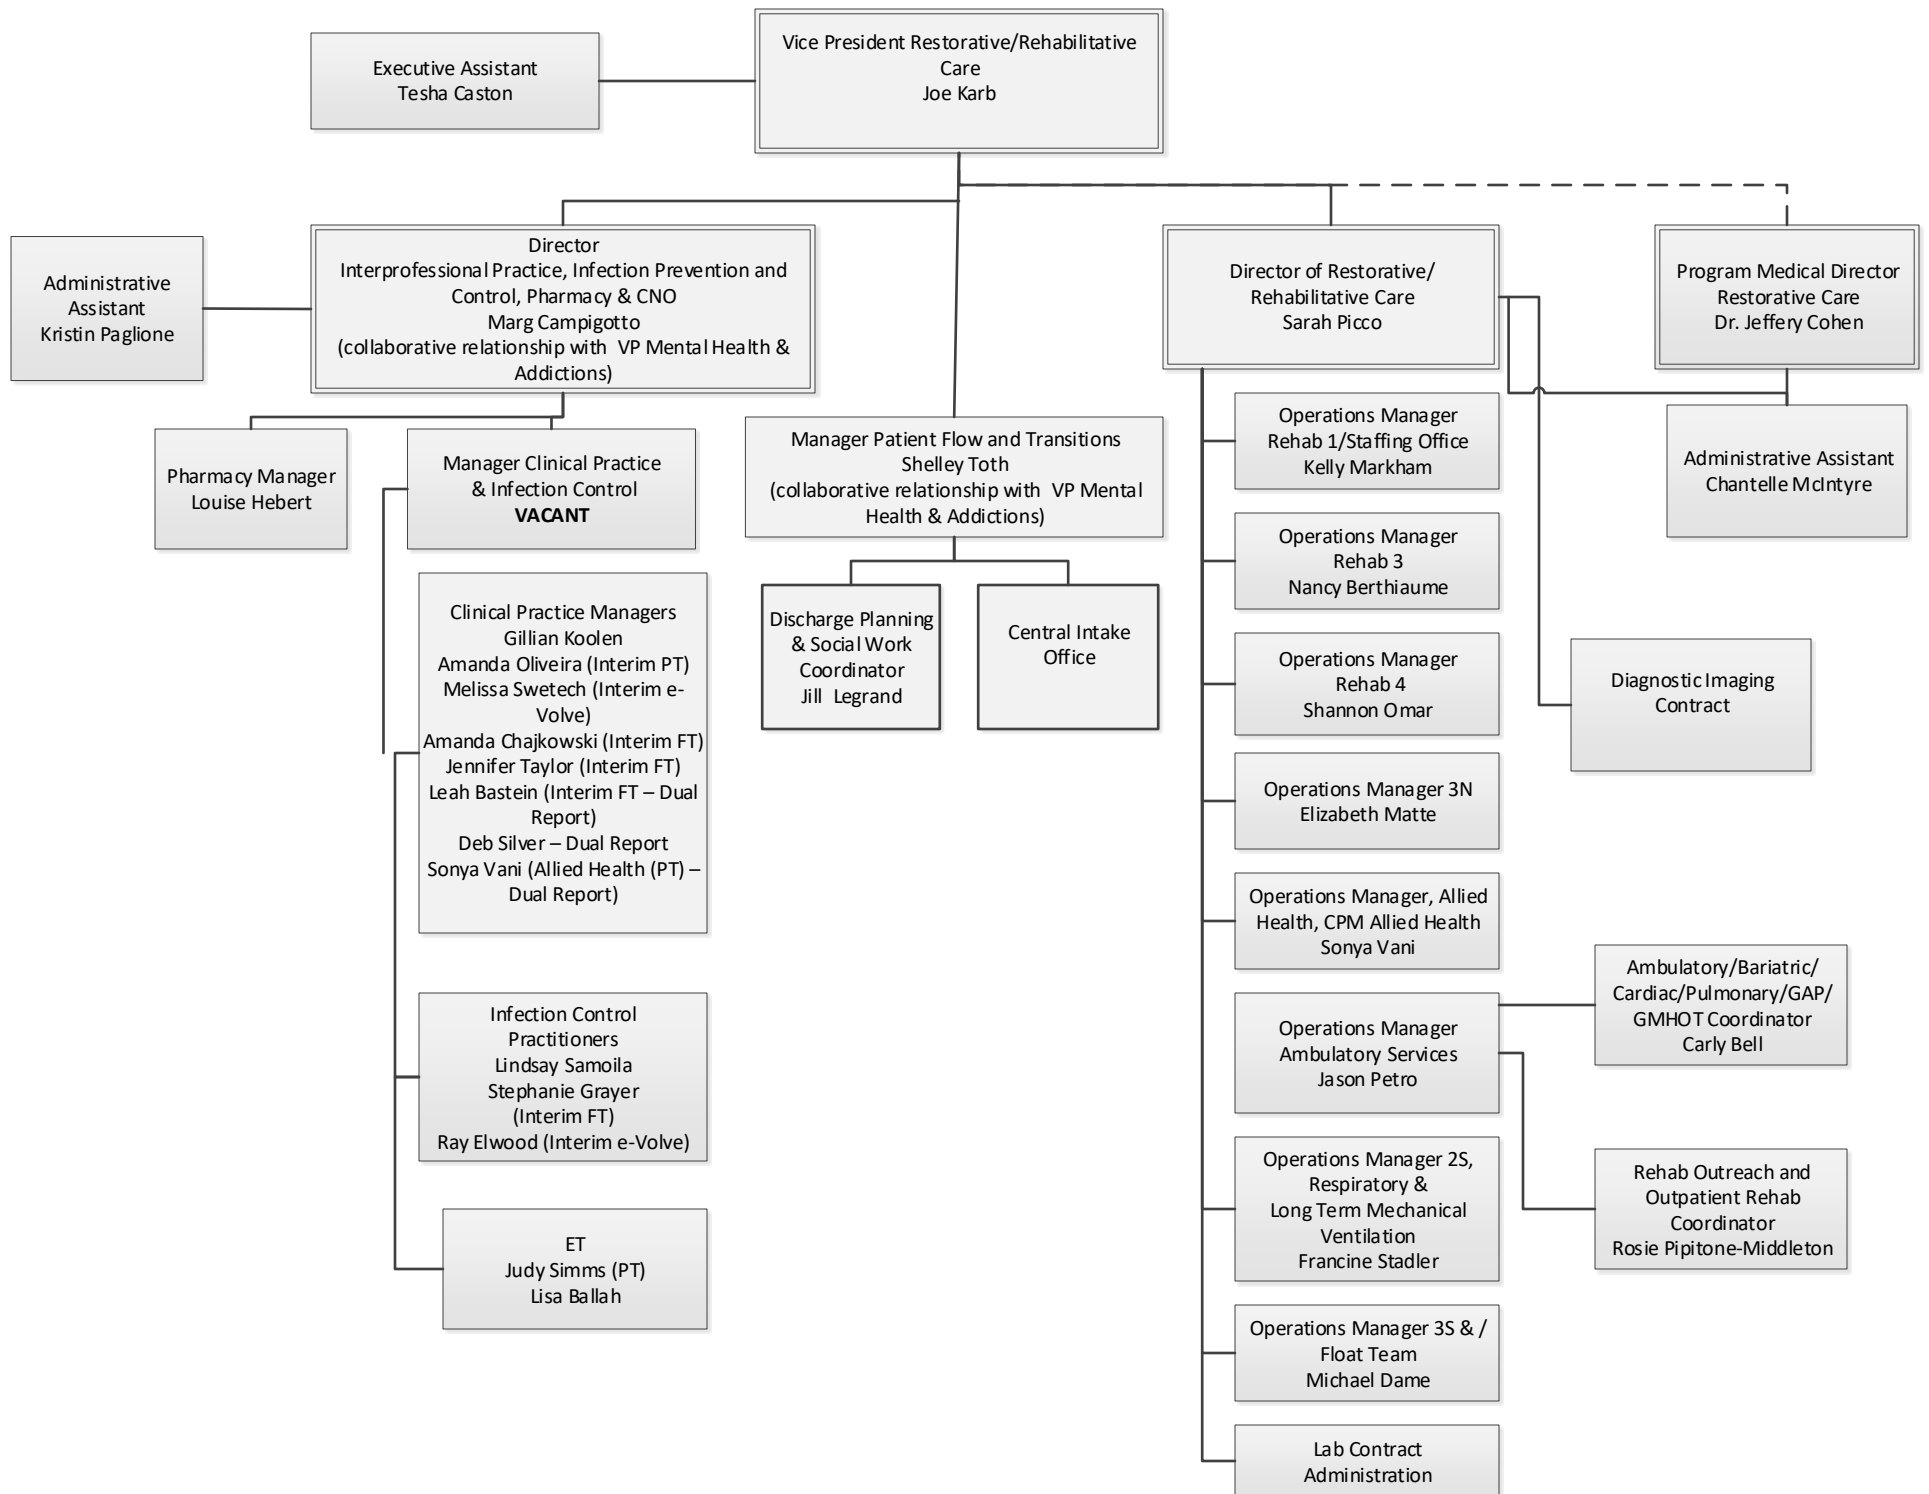 Vice President Restorative/Rehabilitative
Care
Joe Karb
Executive Assistant
Tesha Caston
Administrative
Assistant
Kristin Paglione
Director
Interprofessional Practice, Infection Prevention and
Control, Pharmacy & CNO
Marg Campigotto
(collaborative relationship with  VP Mental Health &
Addictions)
Director of Restorative/
Rehabilitative Care
Sarah Picco
Program Medical Director
Restorative Care
Dr. Jeffery Cohen
Pharmacy Manager
Louise Hebert
Manager Clinical Practice
& Infection Control
VACANT
Manager Patient Flow and Transitions
Shelley Toth
(collaborative relationship with  VP Mental
Health & Addictions)
Operations Manager
Rehab 1/Staffing Office
Kelly Markham
Administrative Assistant
Chantelle McIntyre
Operations Manager
Rehab 3
Nancy Berthiaume
Clinical Practice Managers
Gillian Koolen
Amanda Oliveira (Interim PT)
Melissa Swetech (Interim e-
Volve)
Amanda Chajkowski (Interim FT)
Jennifer Taylor (Interim FT)
Leah Bastein (Interim FT – Dual
Report)
Deb Silver – Dual Report
Sonya Vani (Allied Health (PT) –
Dual Report)
Discharge Planning
& Social Work
Coordinator
Jill  Legrand
Central Intake
Office
Operations Manager
Rehab 4
Shannon Omar
Diagnostic Imaging
Contract
Operations Manager 3N
Elizabeth Matte
Operations Manager, Allied
Health, CPM Allied Health
Sonya Vani
Ambulatory/Bariatric/
Cardiac/Pulmonary/GAP/
GMHOT Coordinator
Carly Bell
Infection Control
Practitioners
Lindsay Samoila
Stephanie Grayer
(Interim FT)
Ray Elwood (Interim e-Volve)
Operations Manager
Ambulatory Services
Jason Petro
Operations Manager 2S,
Respiratory &
Long Term Mechanical
Ventilation
Francine Stadler
Rehab Outreach and
Outpatient Rehab
Coordinator
Rosie Pipitone-Middleton
ET
Judy Simms (PT)
Lisa Ballah
Operations Manager 3S & /
Float Team
Michael Dame
Lab Contract
Administration